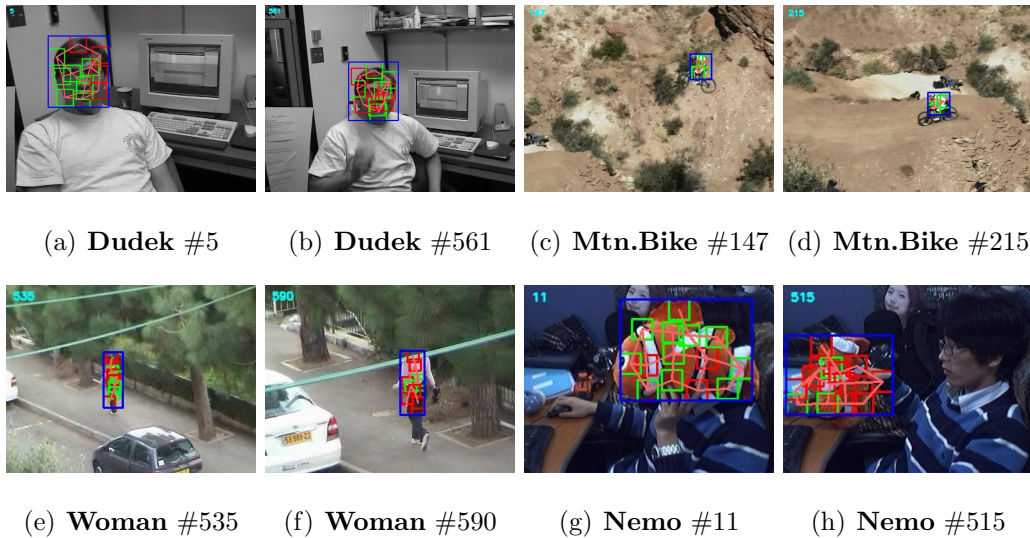 5
561
147
215
(a) Dudek #5
(b) Dudek #561
(c) Mtn.Bike #147
(d) Mtn.Bike #215
535
590
11
515
(e) Woman #535
(f) Woman #590
(g) Nemo #11
(h) Nemo #515